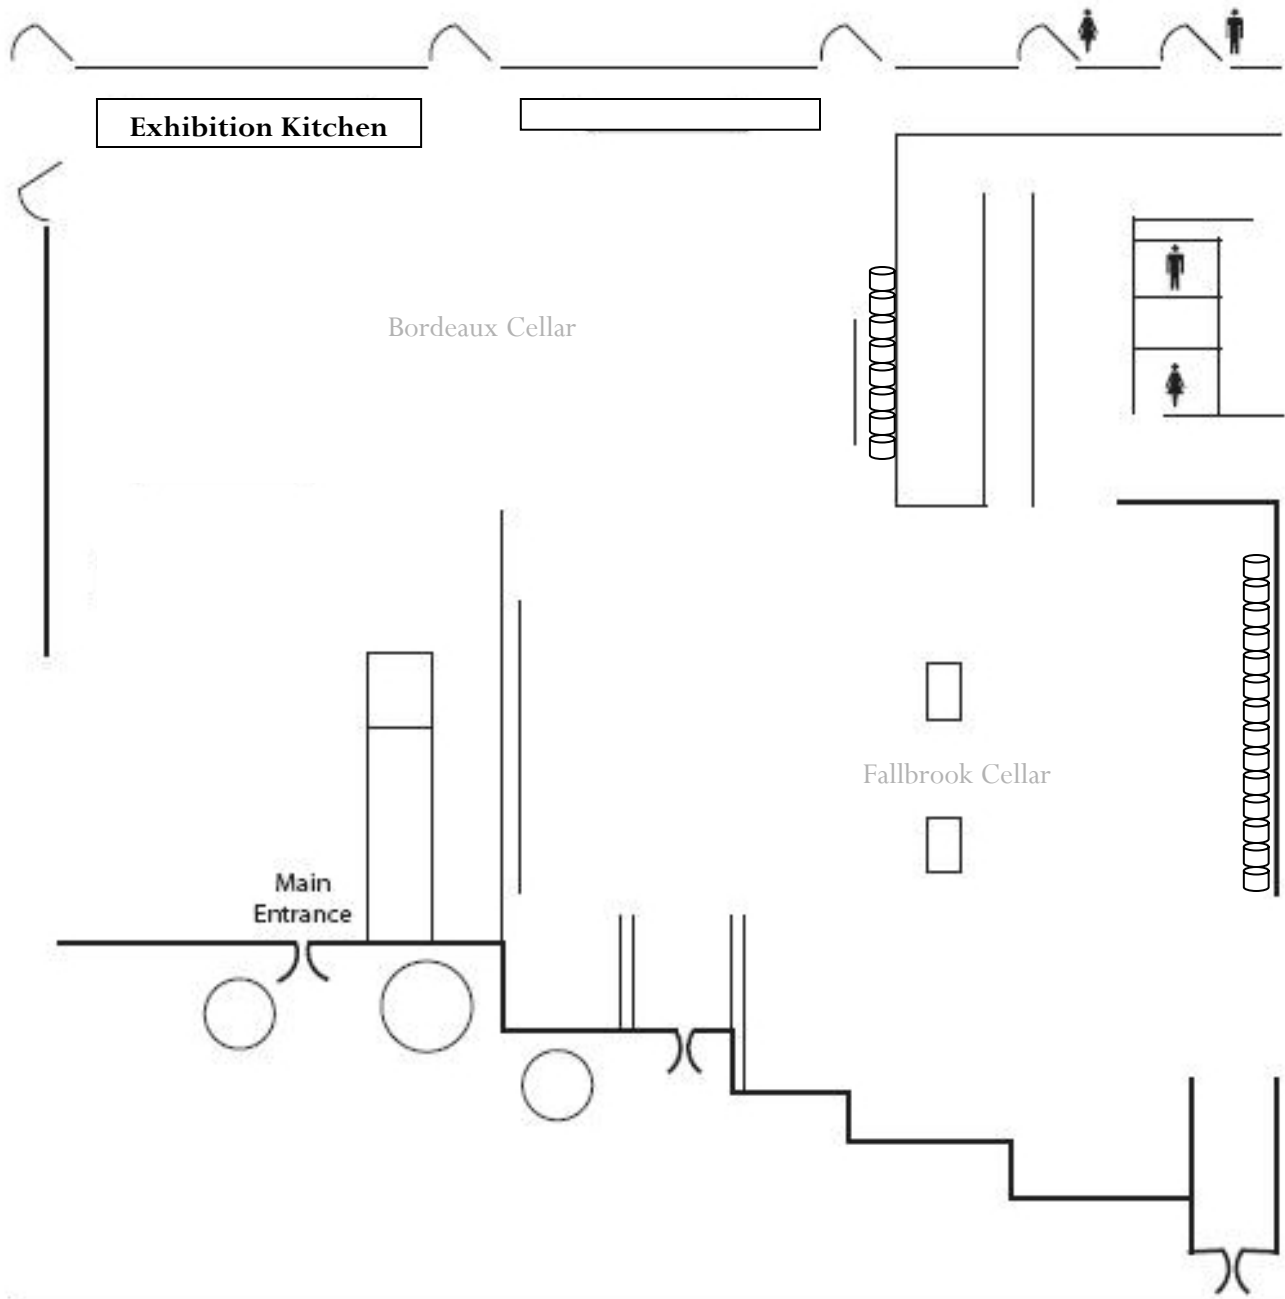 Exhibition Kitchen
Bordeaux Cellar
Fallbrook Cellar
Main
Entrance